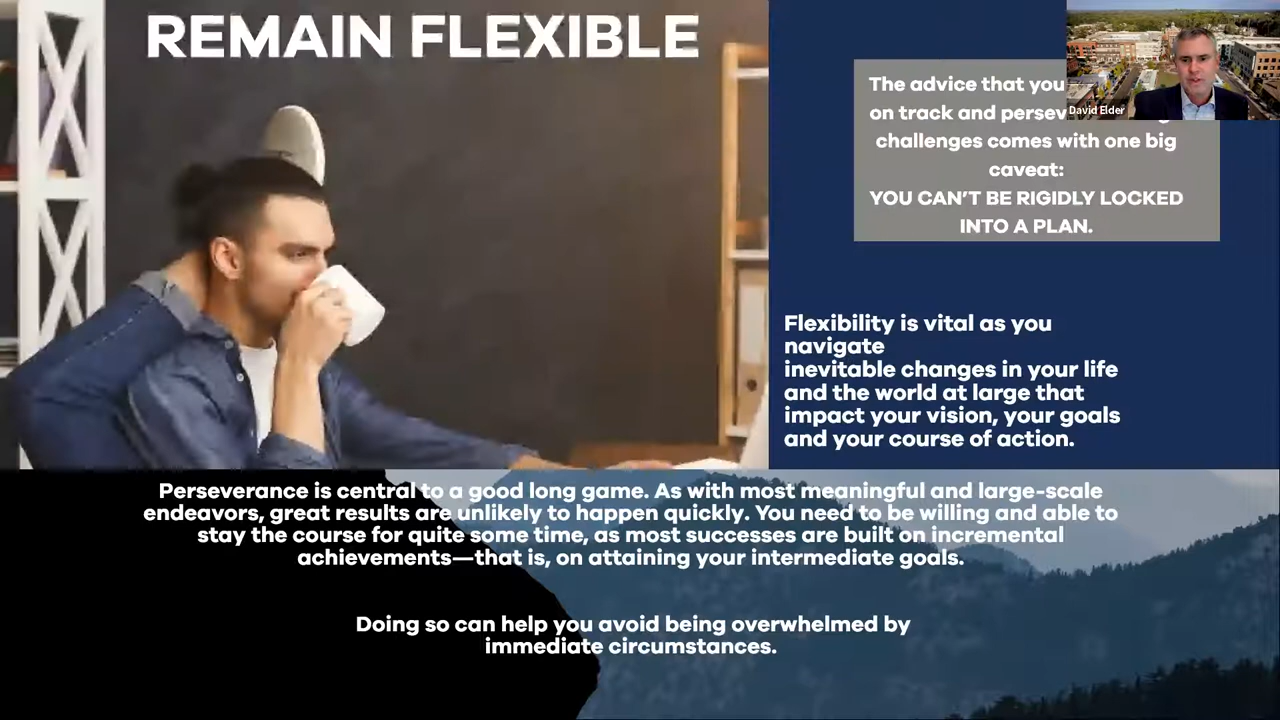 REMAIN FLEXIBLE
The advice that you
on track and
challenges comes with one big
caveat:
YOU CAN'T BE RIGIDLY LOCKED
INTO A PLAN.
David Elder
Flexibility is vital as you
navigate
inevitable changes in your life
and the world at large that
impact your vision, your goals
and your course of action.
Perseverance is central to a good long game. As with most meaningful and large-scale
endeavors, great results are unlikely to happen quickly. You need to be willing and able to
stay the course for quite some time, as most successes are built on incremental
achievements—that is, on attaining your intermediate goals.
Doing so can help you avoid being overwhelmed by
immediate circumstances.